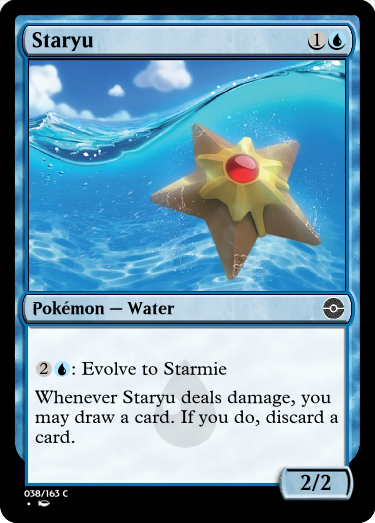 Staryu 1
Pokémon — Water
2 : Evolve to Starmie
Whenever Staryu deals damage, you
may draw a card. If you do, discard a
card.
2/2
038/163 C